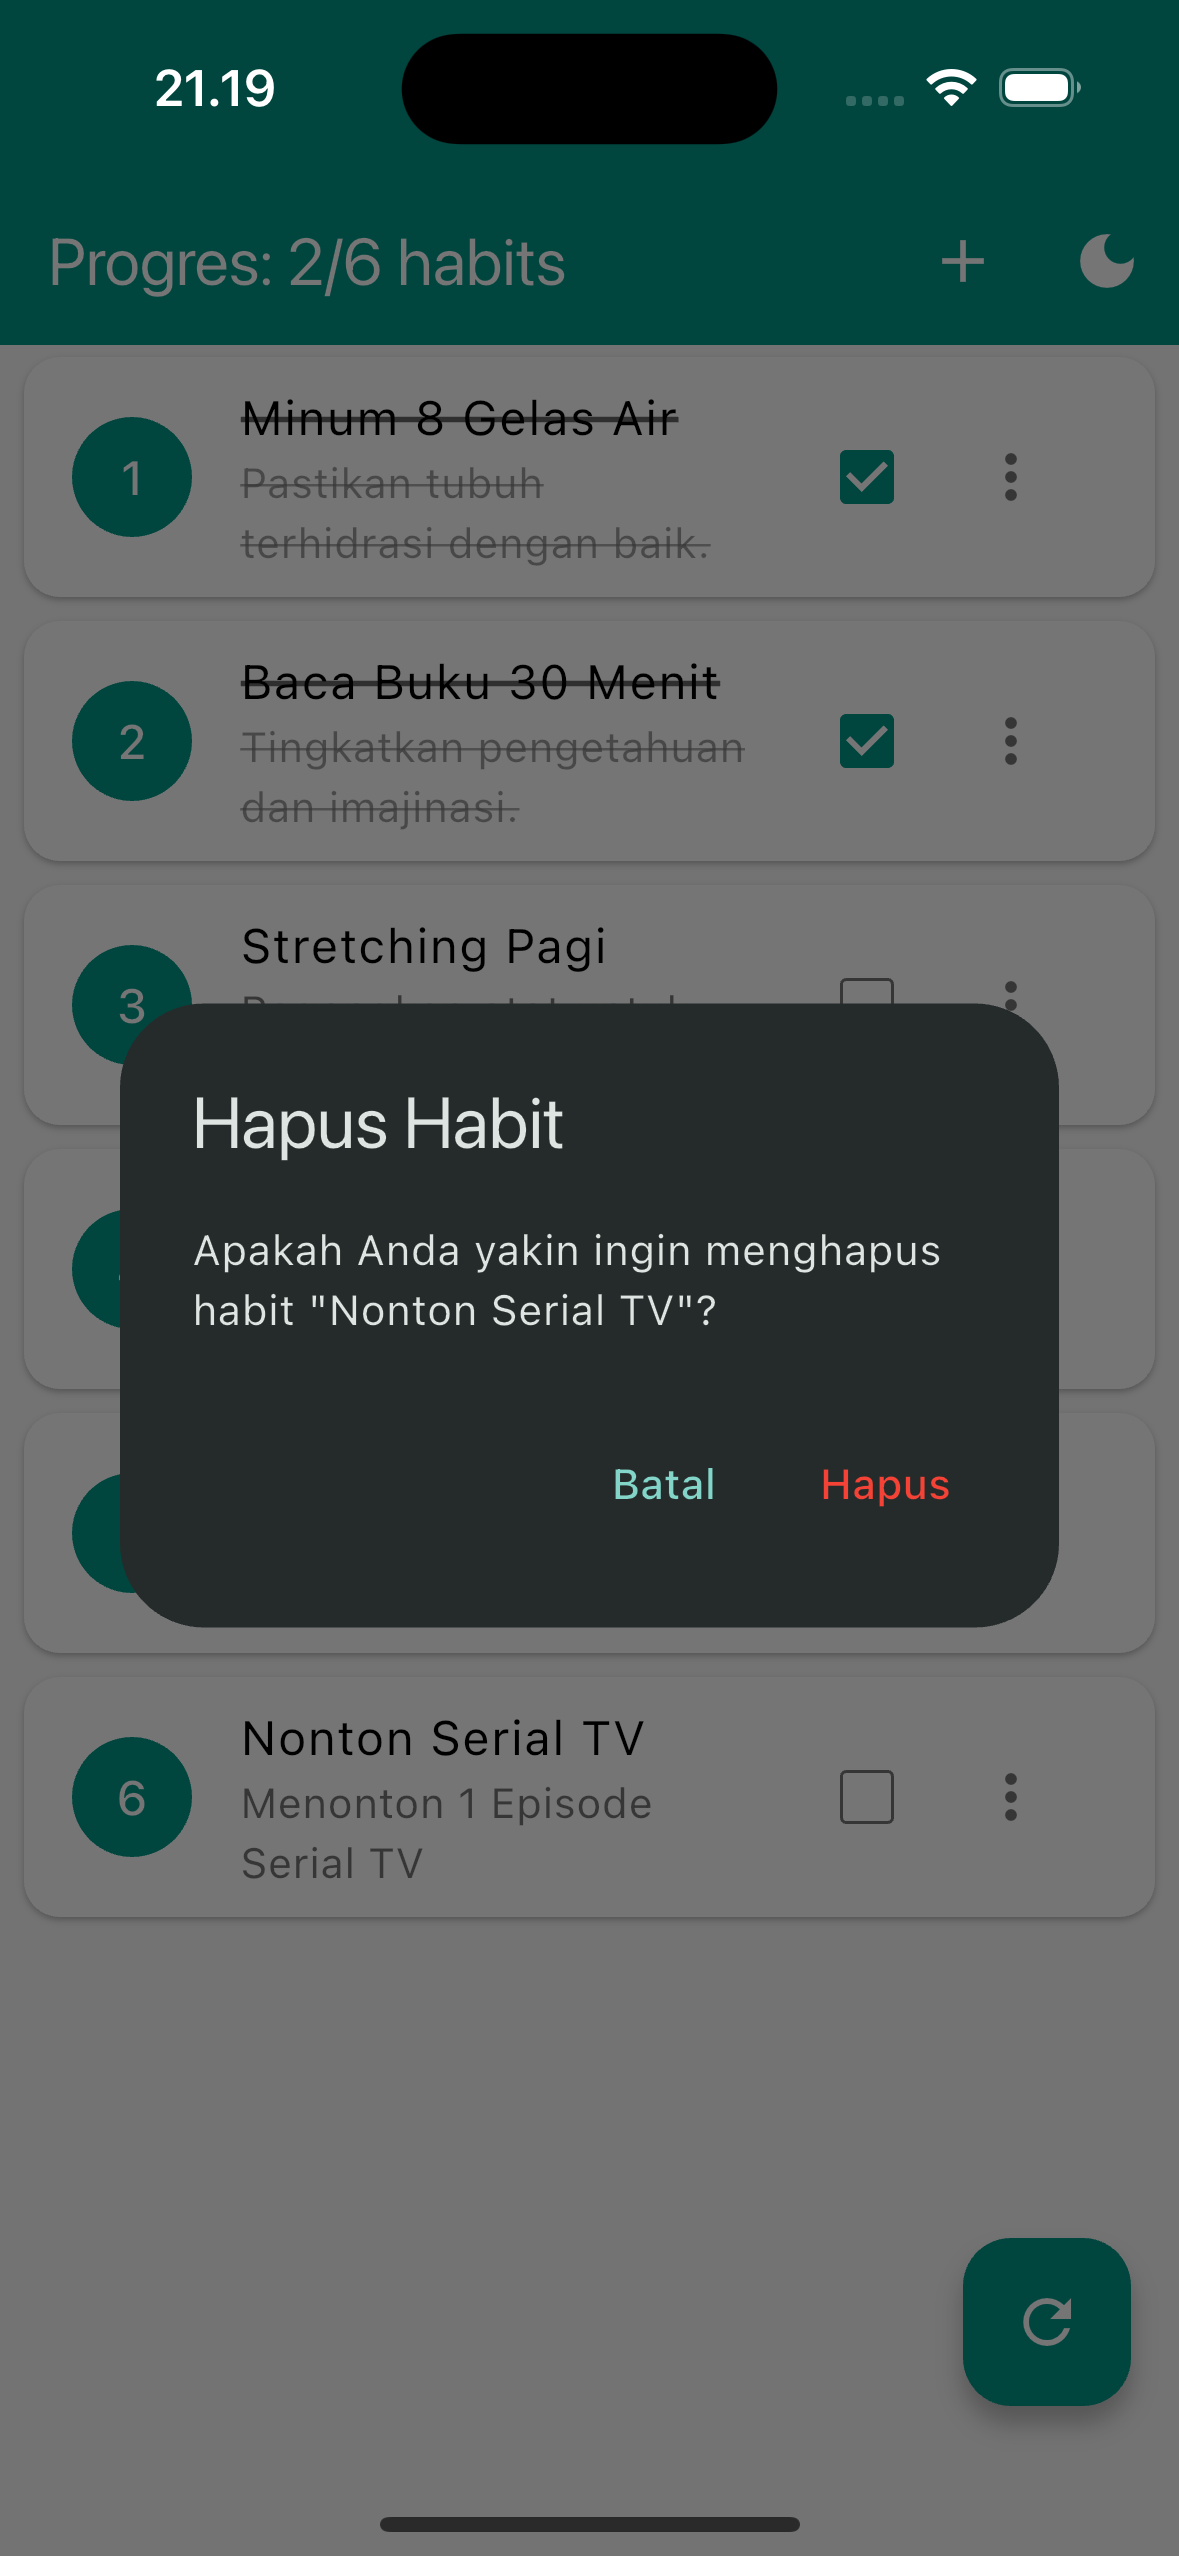 21.19
Progres: 2/6 habits
1
Minum 8 Gelas Air
Pastikan tubuh
terhidrasi dengan baik.
2
Baca Buku 30 Menit
Tingkatkan pengetahuan
dan imajinasi.
3
Stretching Pagi
Hapus Habit
Apakah Anda yakin ingin menghapus
habit "Nonton Serial TV"?
Batal
Hapus
6
Nonton Serial TV
Menonton 1 Episode
Serial TV